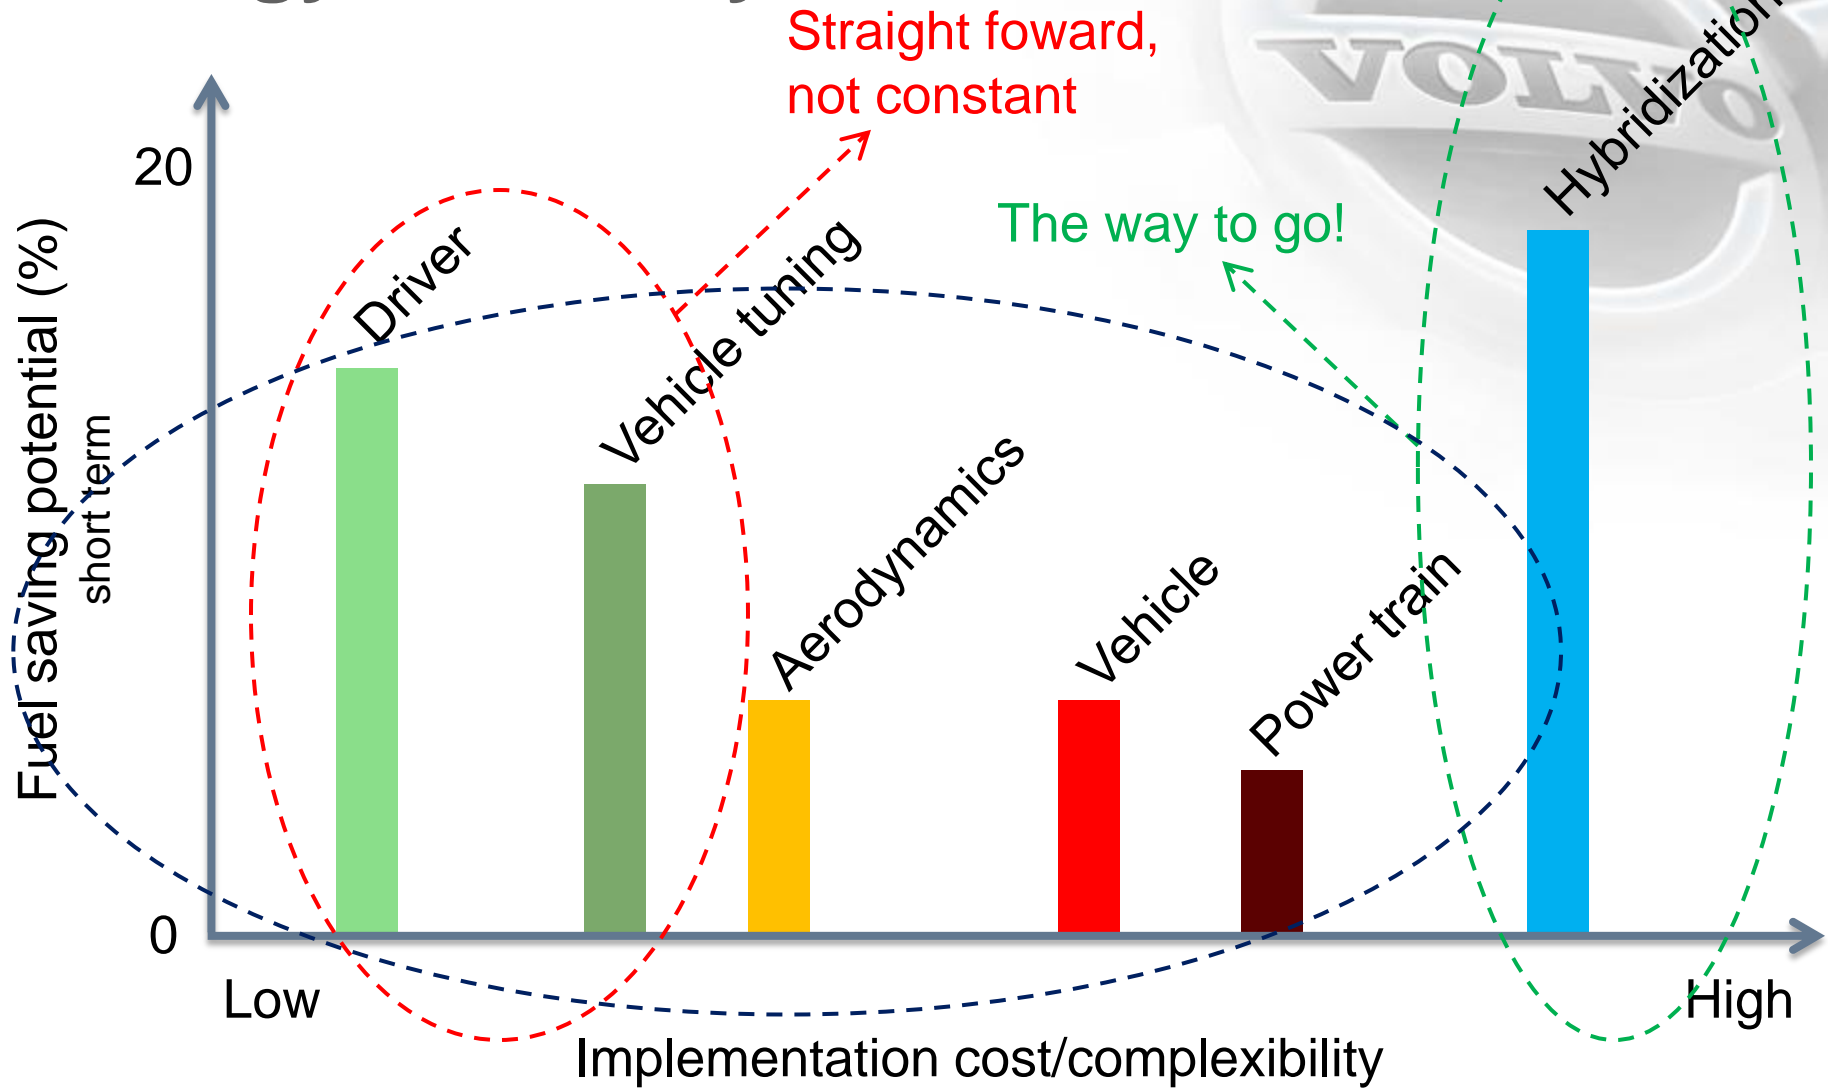 Straight foward,
not constant
VOLVO
Hybridization
20
The way to go!
Driver
Vehicle tuning
Fuel saving potential (%)
short term
Aerodynamics
Vehicle
Power train
0
Low
High
Implementation cost/complexibility